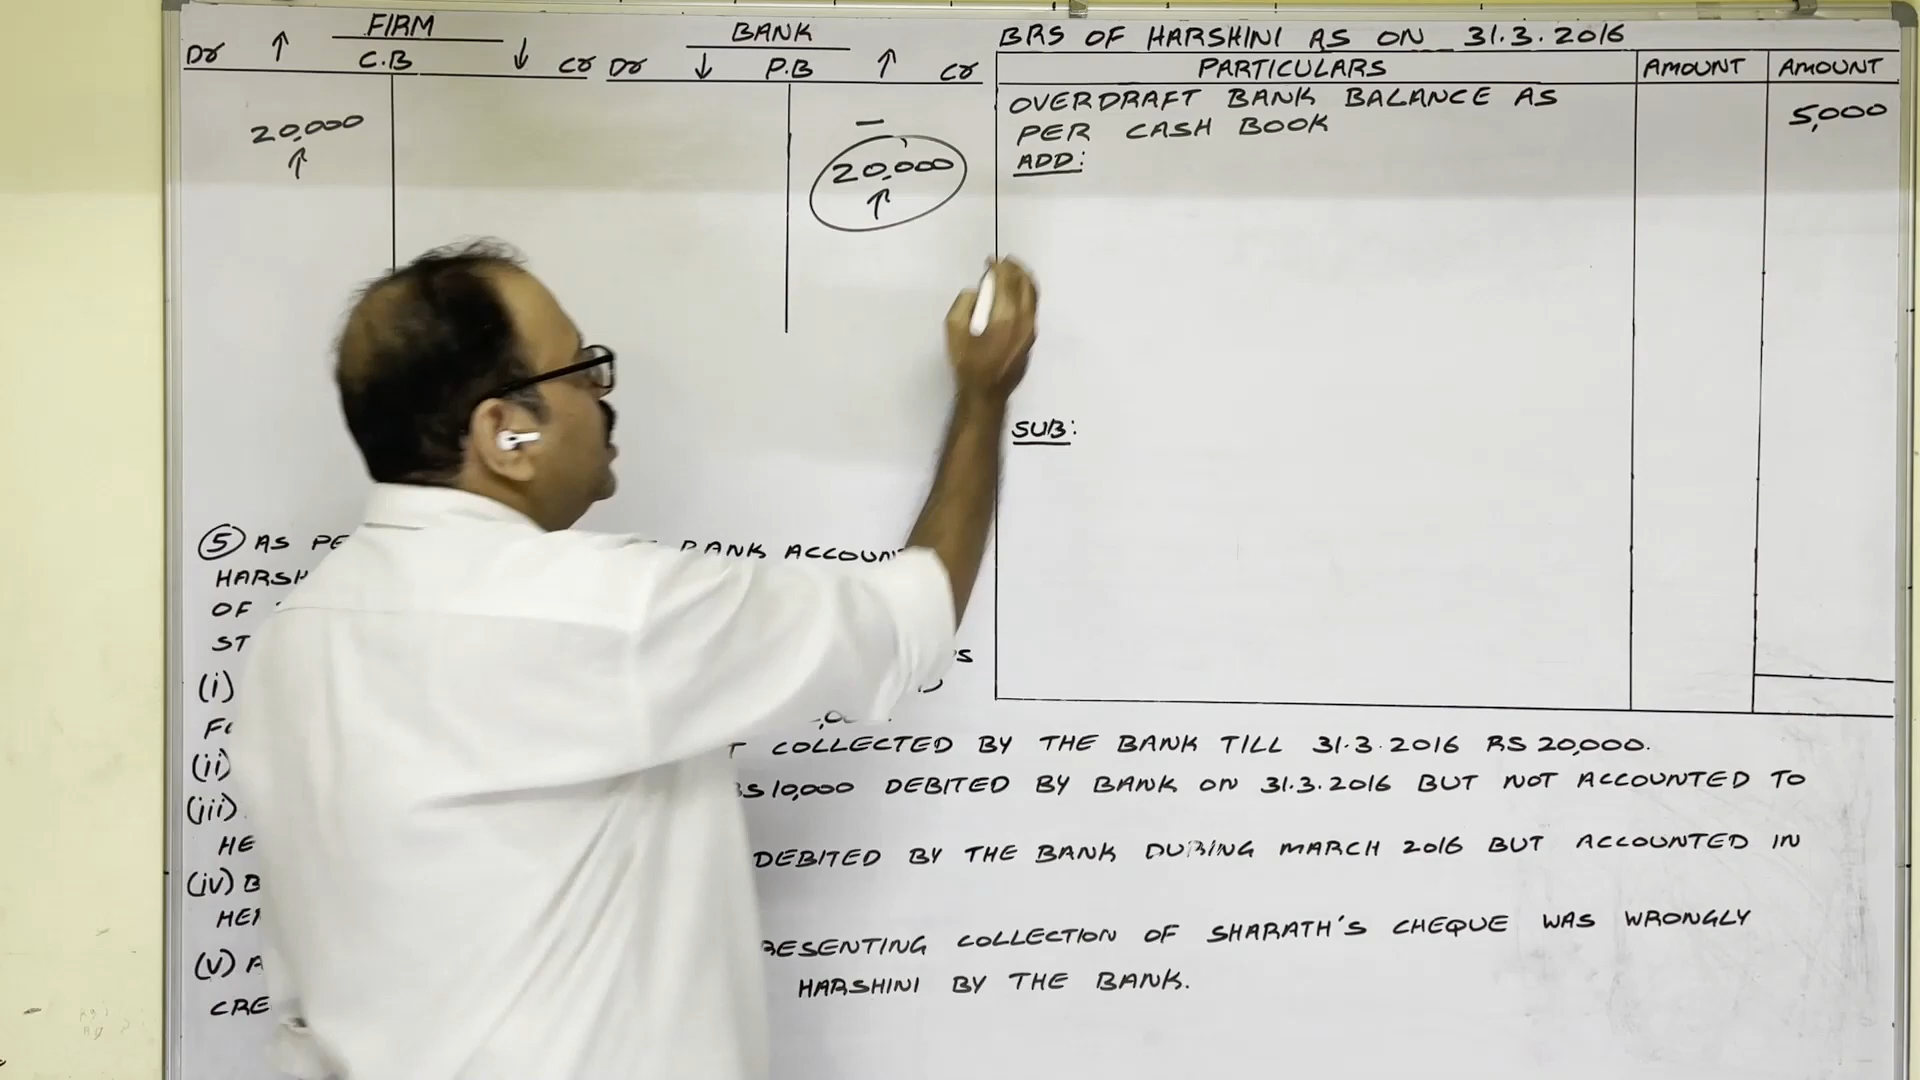 FIRM
Dr ↑ C.B ↓ Cr
20,000
↑
BANK
Dr ↓ P.B ↑ Cr
—
20,000
↑
BRS OF HARSHINI AS ON 31.3.2016
PARTICULARS AMOUNT AMOUNT
OVERDRAFT BANK BALANCE AS 5,000
PER CASH BOOK
ADD:
SUB:
(5) AS PE BANK ACCOUN
HARSH
OF
ST
(i)
(ii) T COLLECTED BY THE BANK TILL 31.3.2016 RS 20,000.
(iii) RS 10,000 DEBITED BY BANK ON 31.3.2016 BUT NOT ACCOUNTED TO
HE
(iv) B DEBITED BY THE BANK DURING MARCH 2016 BUT ACCOUNTED IN
HER
(v) A RESENTING COLLECTION OF SHARATH'S CHEQUE WAS WRONGLY
CRE HARSHINI BY THE BANK.